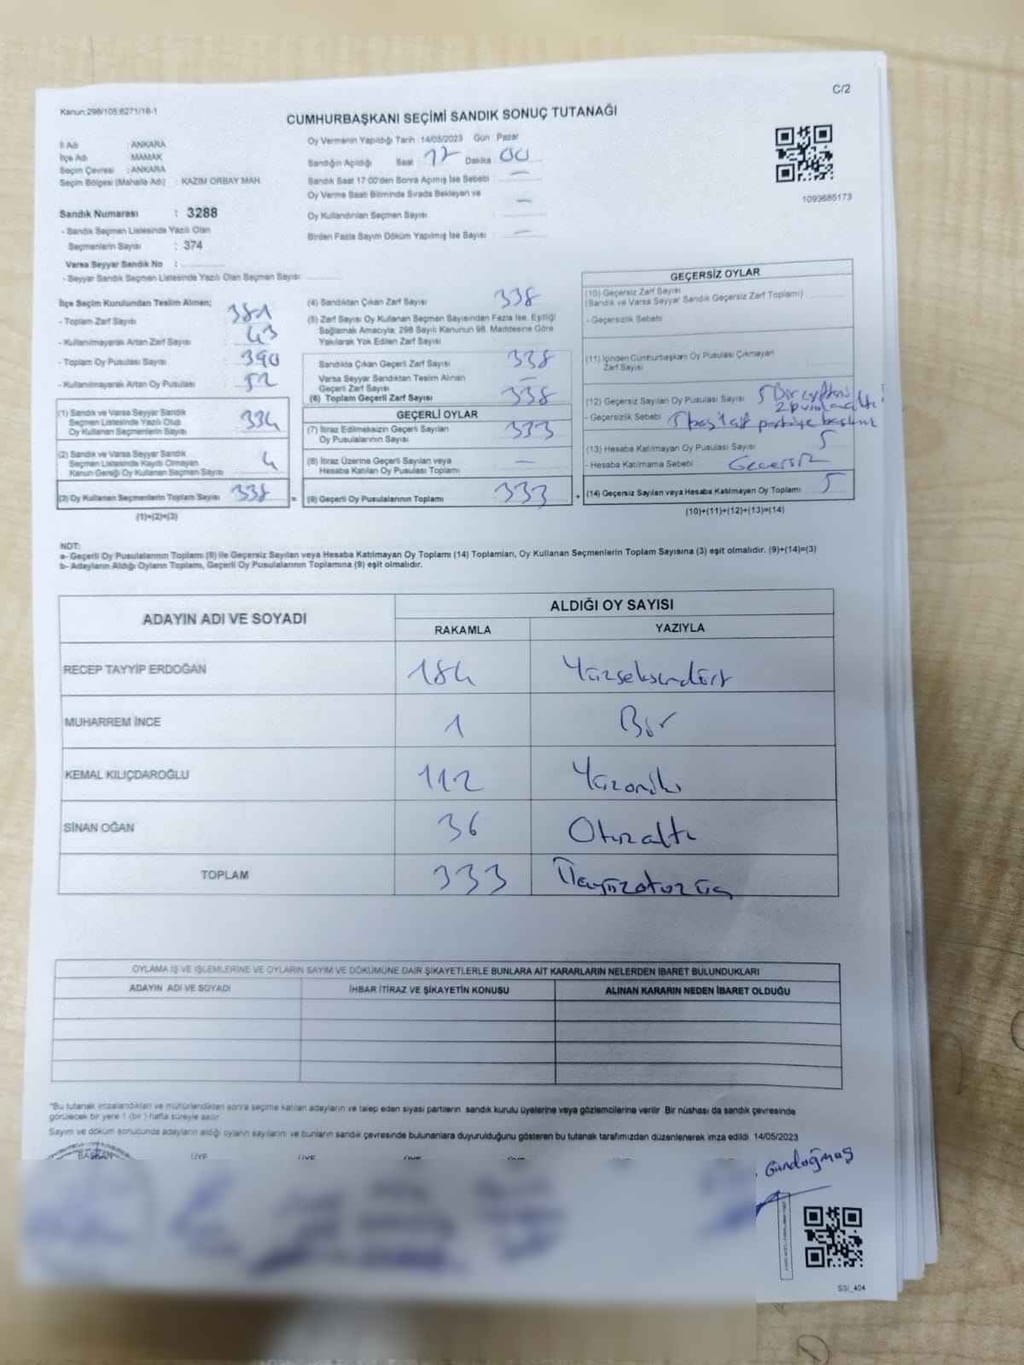 Kanun:298/105:6271/16-1
C/2
CUMHURBAŞKANI SEÇİMİ SANDIK SONUÇ TUTANAĞI
İl Adı : ANKARA
İlçe Adı : MAMAK
Seçim Çevresi : ANKARA
Seçim Bölgesi (Mahalle Adı) : KAZIM ORBAY MAH.
Sandık Numarası : 3288
- Sandık Seçmen Listesinde Yazılı Olan
Seçmenlerin Sayısı : 374
Varsa Seyyar Sandık No :
- Seyyar Sandık Seçmen Listesinde Yazılı Olan Seçmen Sayısı
Oy Vermenin Yapıldığı Tarih :14/05/2023 Gün : Pazar
Sandığın Açıldığı Saat 17 Dakika 00
Sandık Saat 17:00'den Sonra Açılmış İse Sebebi
Oy Verme Saati Bitiminde Sırada Bekleyen ve
Oy Kullandırılan Seçmen Sayısı
Birden Fazla Sayım Döküm Yapılmış İse Sayısı
1093685173
İlçe Seçim Kurulundan Teslim Alınan;
- Toplam Zarf Sayısı 381
- Kullanılmayarak Artan Zarf Sayısı 43
- Toplam Oy Pusulası Sayısı 390
- Kullanılmayarak Artan Oy Pusulası 52
(1) Sandık ve Varsa Seyyar Sandık
Seçmen Listesinde Yazılı Olup
Oy Kullanan Seçmenlerin Sayısı 334
(2) Sandık ve Varsa Seyyar Sandık
Seçmen Listesinde Kayıtlı Olmayan
Kanun Gereği Oy Kullanan Seçmen Sayısı 4
(3) Oy Kullanan Seçmenlerin Toplam Sayısı 338
(1)+(2)=(3)
(4) Sandıktan Çıkan Zarf Sayısı 338
(5) Zarf Sayısı Oy Kullanan Seçmen Sayısından Fazla İse, Eşitliği
Sağlamak Amacıyla, 298 Sayılı Kanunun 98. Maddesine Göre
Yakılarak Yok Edilen Zarf Sayısı
Sandıkta Çıkan Geçerli Zarf Sayısı 338
Varsa Seyyar Sandıktan Teslim Alınan
Geçerli Zarf Sayısı
(6) Toplam Geçerli Zarf Sayısı 338
GEÇERLİ OYLAR
(7) İtiraz Edilmeksizin Geçerli Sayılan
Oy Pusulalarının Sayısı 333
(8) İtiraz Üzerine Geçerli Sayılan veya
Hesaba Katılan Oy Pusulası Toplamı
= (9) Geçerli Oy Pusulalarının Toplamı 333
GEÇERSİZ OYLAR
(10) Geçersiz Zarf Sayısı
(Sandık ve Varsa Seyyar Sandık Geçersiz Zarf Toplamı)
- Geçersizlik Sebebi
(11) İçinden Cumhurbaşkanı Oy Pusulası Çıkmayan
Zarf Sayısı
(12) Geçersiz Sayılan Oy Pusulası Sayısı 5
- Geçersizlik Sebebi
(13) Hesaba Katılmayan Oy Pusulası Sayısı 5
- Hesaba Katılmama Sebebi Geçersiz
+ (14) Geçersiz Sayılan veya Hesaba Katılmayan Oy Toplamı 5
(10)+(11)+(12)+(13)=(14)
NOT:
a- Geçerli Oy Pusulalarının Toplamı (9) ile Geçersiz Sayılan veya Hesaba Katılmayan Oy Toplamı (14) Toplamları, Oy Kullanan Seçmenlerin Toplam Sayısına (3) eşit olmalıdır. (9)+(14)=(3)
b- Adayların Aldığı Oyların Toplamı, Geçerli Oy Pusulalarının Toplamına (9) eşit olmalıdır.
ADAYIN ADI VE SOYADI
ALDIĞI OY SAYISI
RAKAMLA YAZIYLA
RECEP TAYYİP ERDOĞAN 184 Yüzseksendört
MUHARREM İNCE 1 Bir
KEMAL KILIÇDAROĞLU 112 Yüzoniki
SİNAN OĞAN 36 Otuzaltı
TOPLAM 333 Üçyüzotuzüç
OYLAMA İŞ VE İŞLEMLERİNE VE OYLARIN SAYIM VE DÖKÜMÜNE DAİR ŞİKAYETLERLE BUNLARA AİT KARARLARIN NELERDEN İBARET BULUNDUKLARI
ADAYIN ADI VE SOYADI İHBAR İTİRAZ VE ŞİKAYETİN KONUSU ALINAN KARARIN NEDEN İBARET OLDUĞU
*Bu tutanak imzalandıktan ve mühürlendikten sonra seçime katılan adayların ve talep eden siyasi partilerin sandık kurulu üyelerine veya gözlemcilerine verilir. Bir nüshası da sandık çevresinde
görülecek bir yere 1 (bir) hafta süreyle asılır.
Sayım ve döküm sonucunda adayların aldığı oyların sayılarını ve bunların sandık çevresinde bulunanlara duyurulduğunu gösteren bu tutanak tarafımızdan düzenlenerek imza edildi. 14/05/2023
BAŞKAN ÜYE ÜYE ÜYE ÜYE
Gündoğmuş
SSI_404